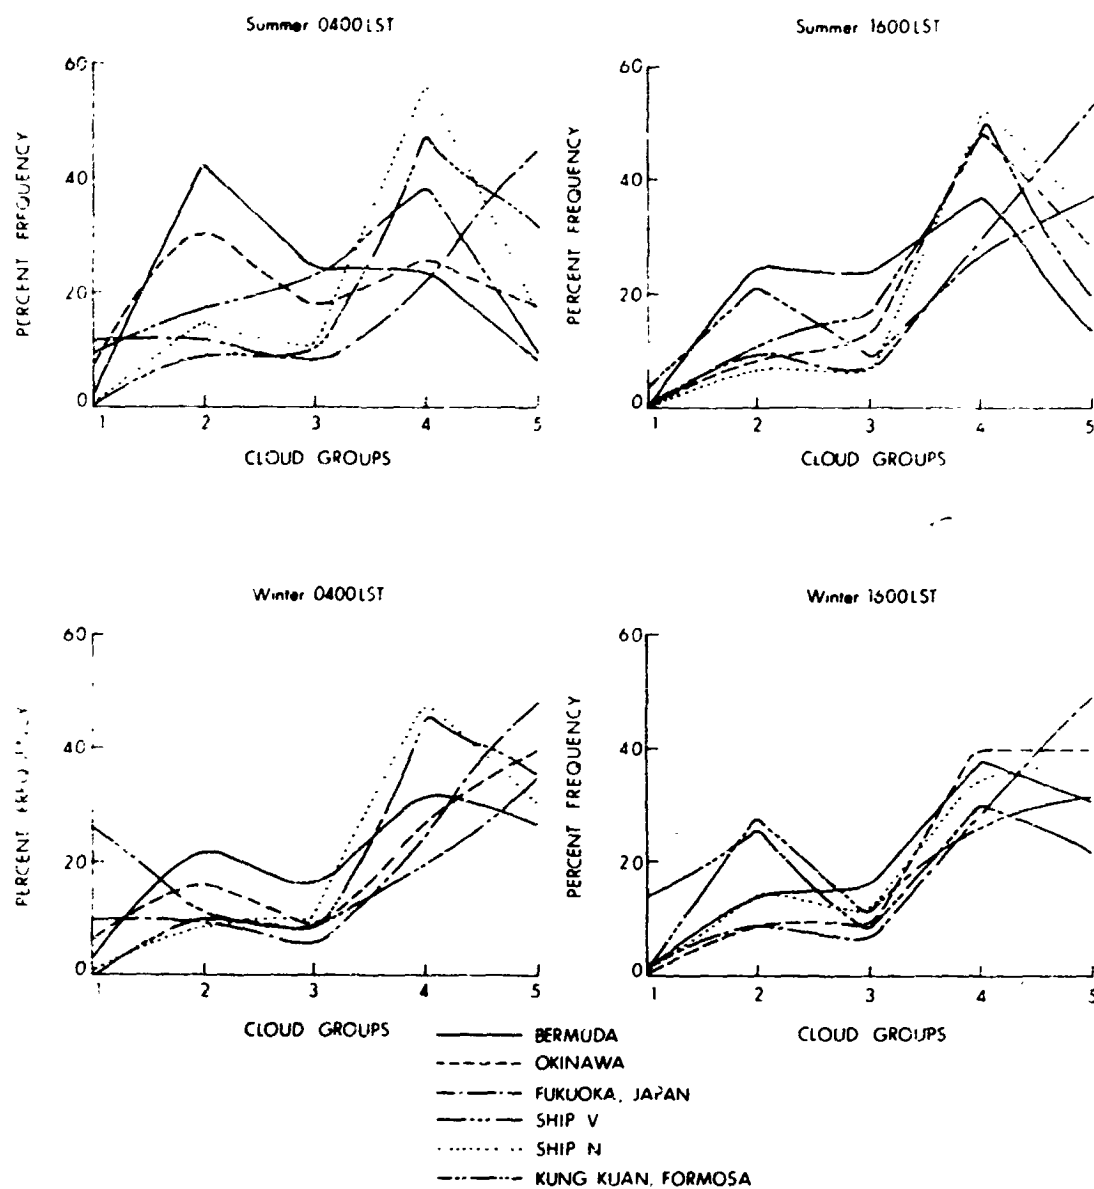 Summer 0400 LST
PERCENT FREQUENCY
60
40
20
0
1 2 3 4 5
CLOUD GROUPS
Summer 1600 LST
PERCENT FREQUENCY
60
40
20
0
1 2 3 4 5
CLOUD GROUPS
Winter 0400 LST
PERCENT
60
40
20
0
1 2 3 4 5
CLOUD GROUPS
Winter 1600 LST
PERCENT FREQUENCY
60
40
20
0
1 2 3 4 5
CLOUD GROUPS
BERMUDA
OKINAWA
FUKUOKA, JAPAN
SHIP V
SHIP N
KUNG KUAN, FORMOSA